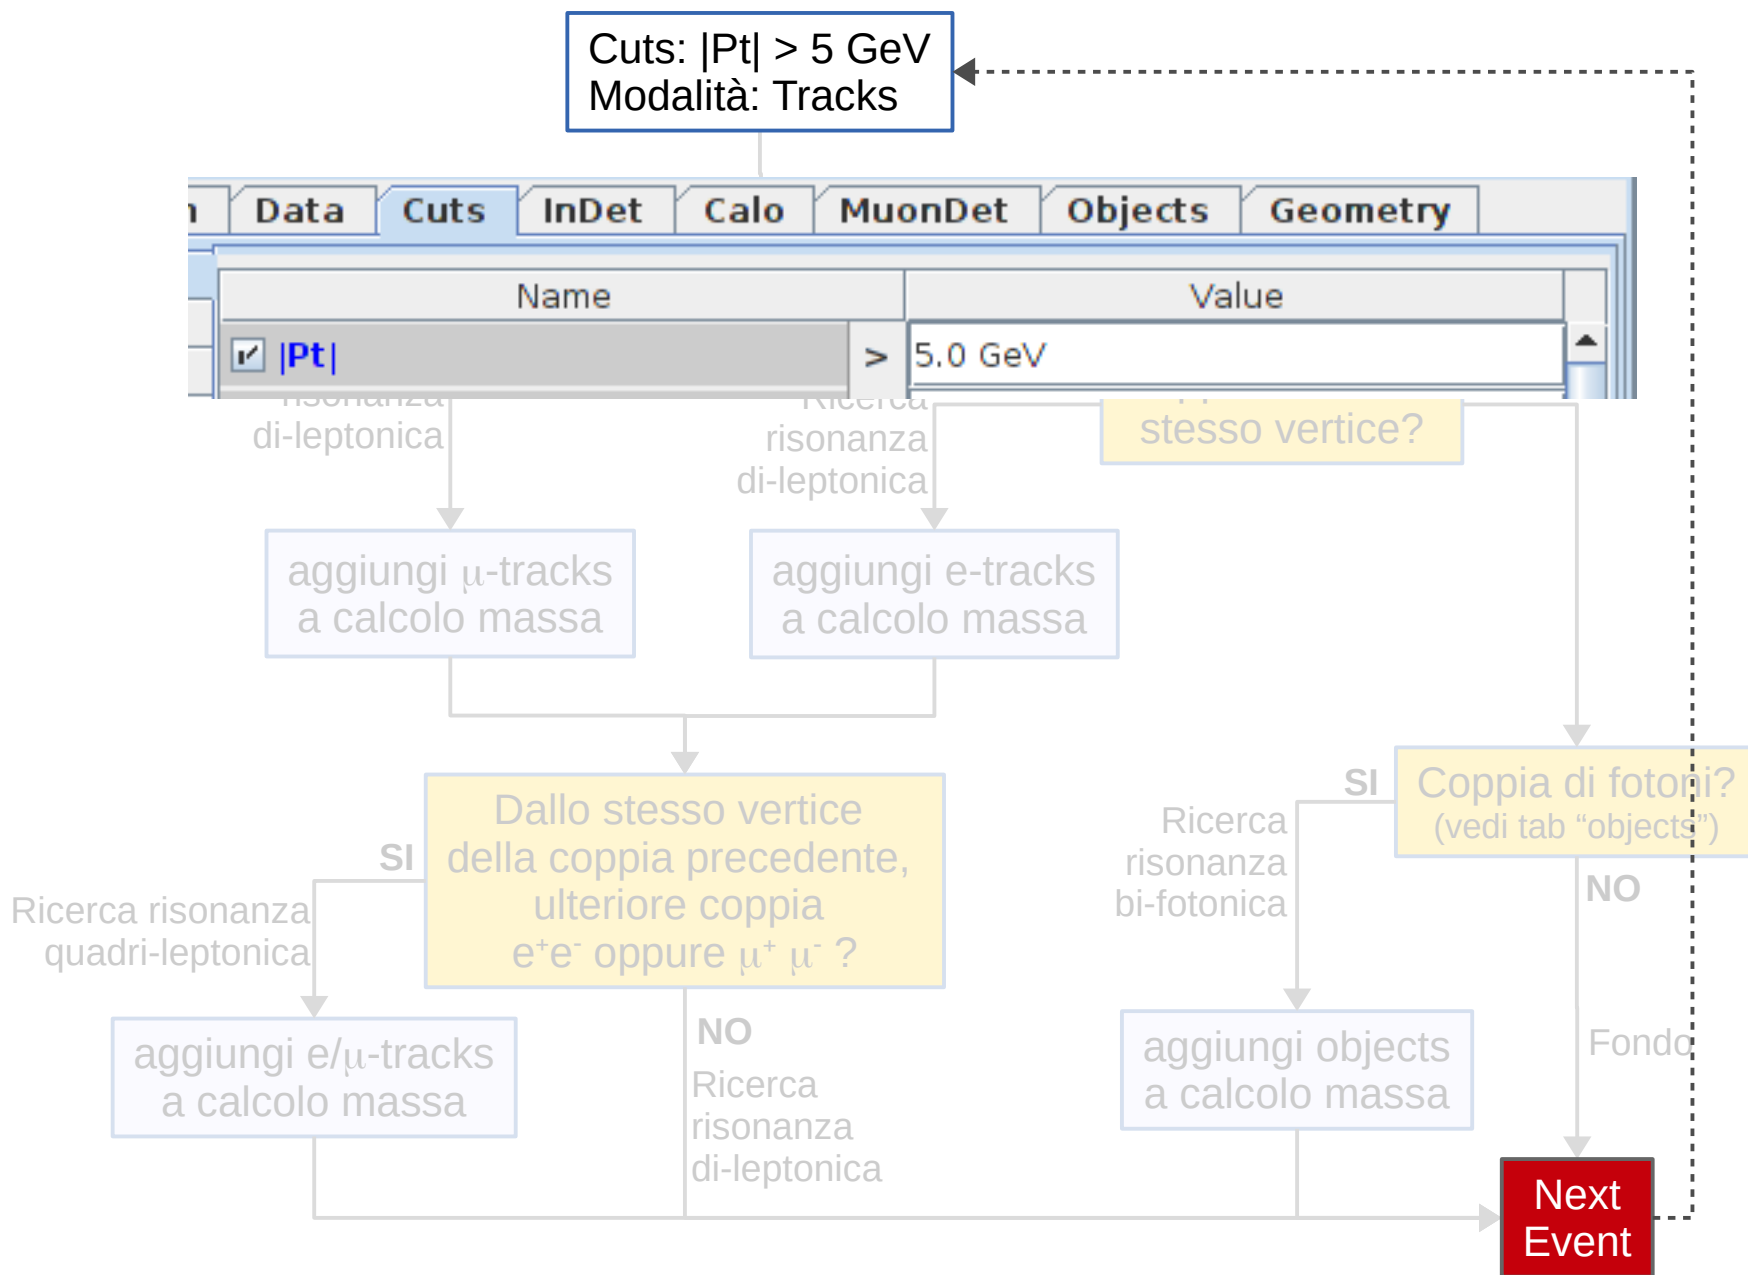 Cuts: |Pt| > 5 GeV
Modalità: Tracks
Data Cuts InDet Calo MuonDet Objects Geometry
Name Value
|Pt| > 5.0 GeV
risonanza
di-leptonica
Ricerca
risonanza
di-leptonica
stesso vertice?
aggiungi μ-tracks
a calcolo massa
aggiungi e-tracks
a calcolo massa
Dallo stesso vertice
della coppia precedente,
ulteriore coppia
e⁺e⁻ oppure μ⁺ μ⁻ ?
SI
Ricerca risonanza
quadri-leptonica
SI
Coppia di fotoni?
(vedi tab “objects”)
Ricerca
risonanza
bi-fotonica
NO
aggiungi e/μ-tracks
a calcolo massa
NO
Ricerca
risonanza
di-leptonica
aggiungi objects
a calcolo massa
Fondo
Next
Event